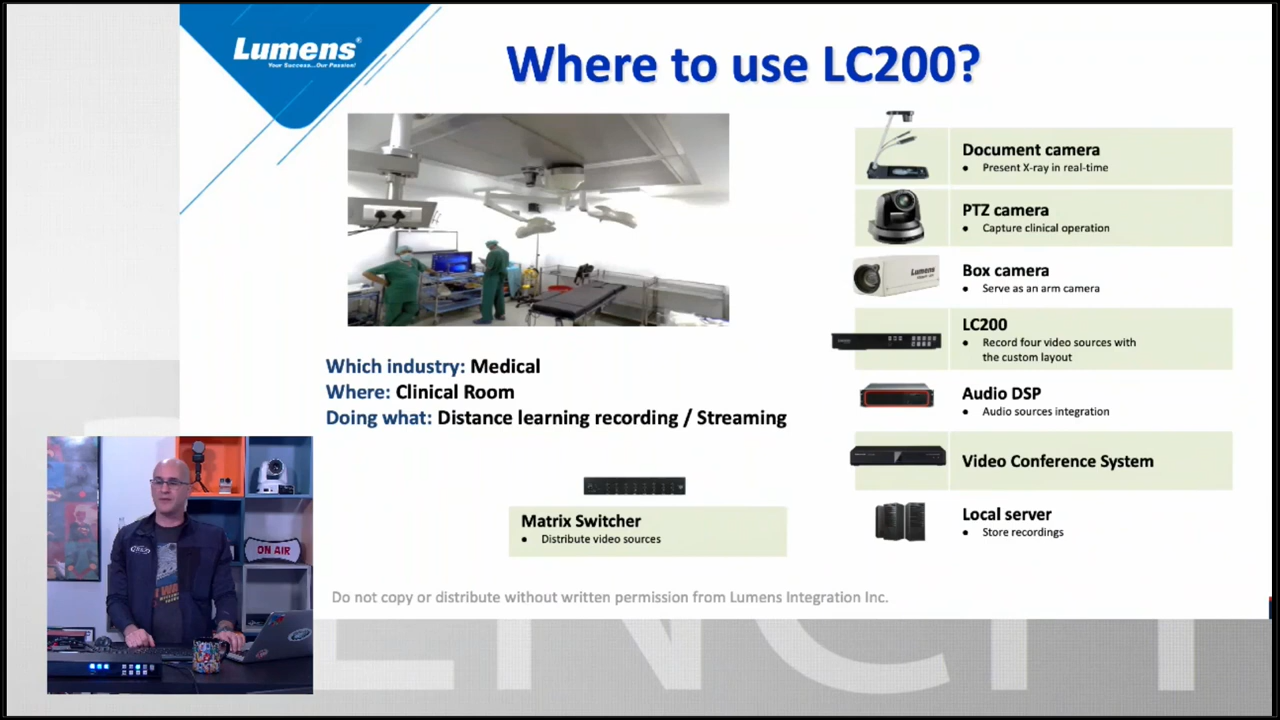 Lumens®
Your Success...Our Passion!
Where to use LC200?
Which industry: Medical
Where: Clinical Room
Doing what: Distance learning recording / Streaming
Matrix Switcher
● Distribute video sources
Document camera
● Present X-ray in real-time
PTZ camera
● Capture clinical operation
Lumens
Box camera
● Serve as an arm camera
LC200
● Record four video sources with
the custom layout
Audio DSP
● Audio sources integration
Video Conference System
Local server
● Store recordings
ON AIR
Do not copy or distribute without written permission from Lumens Integration Inc.